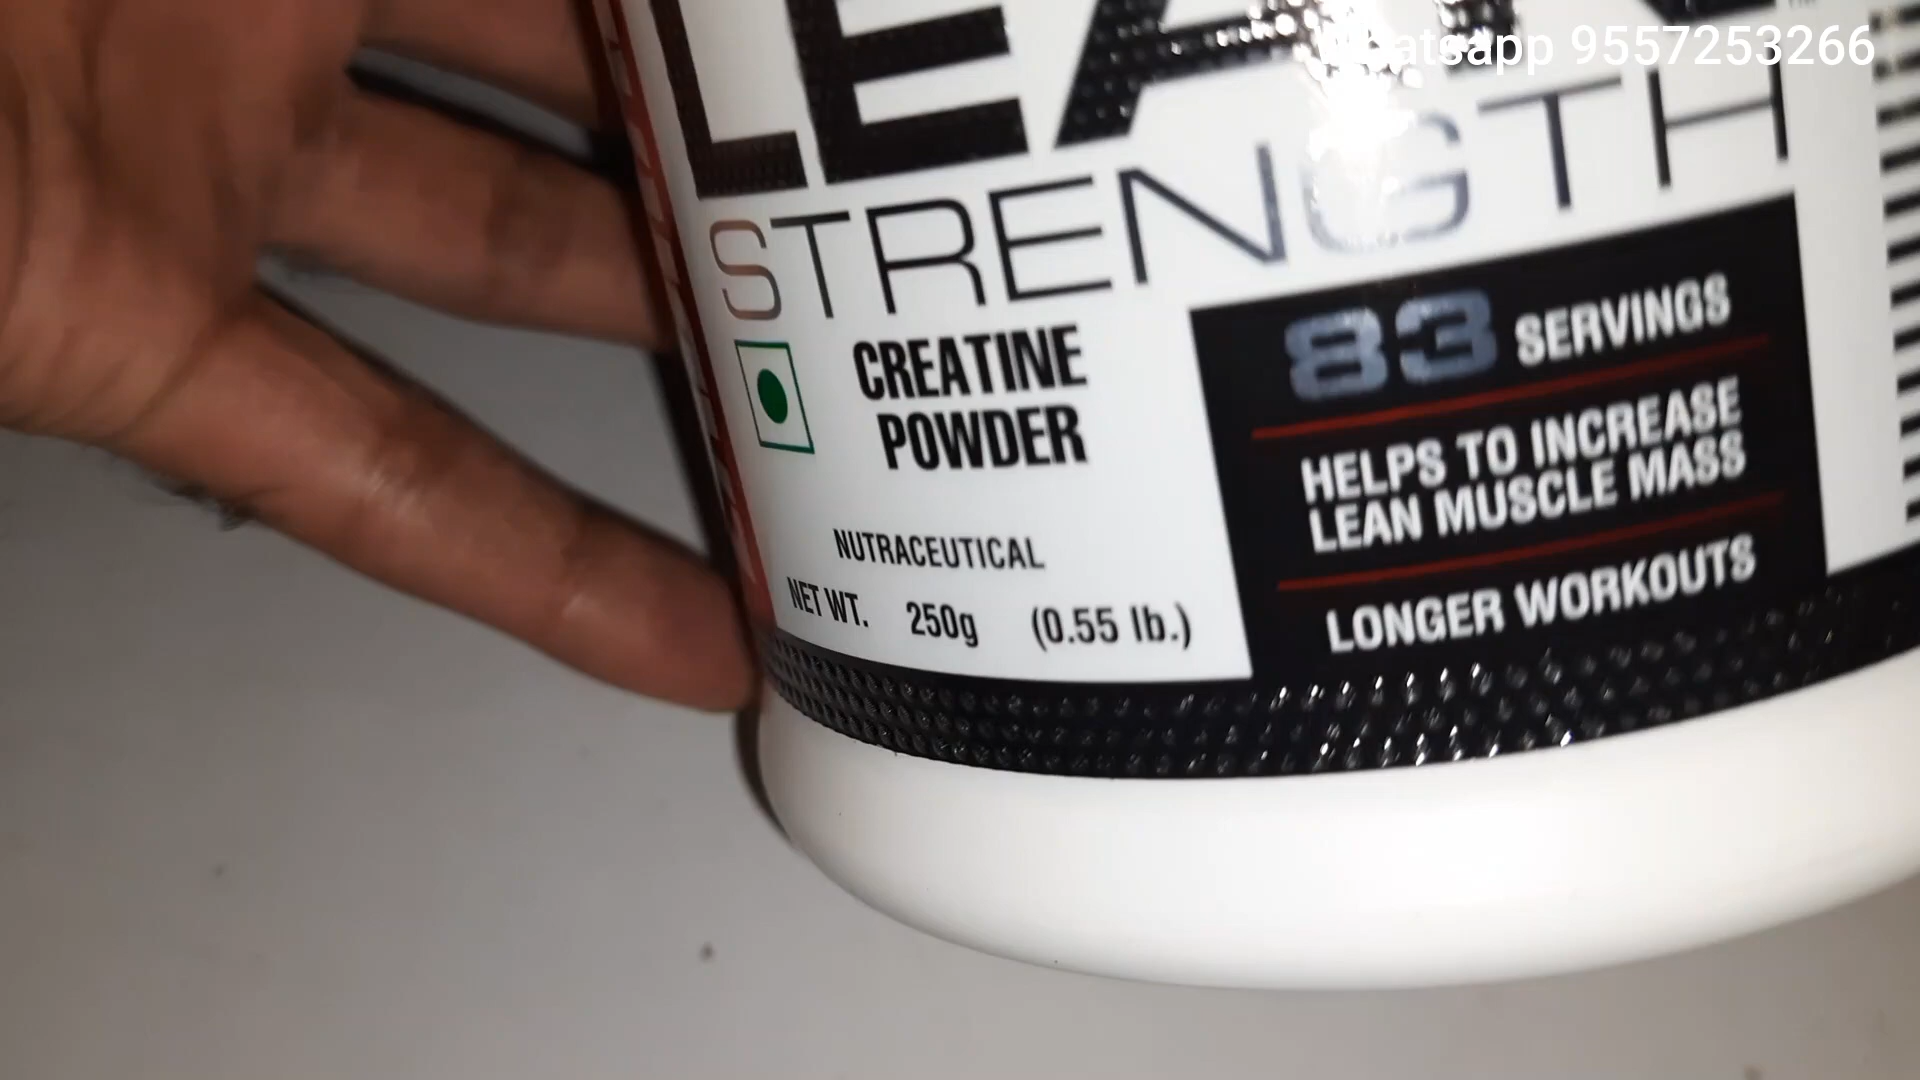 atsapp 9557253266
LEAN
STRENGTH
CREATINE
POWDER
NUTRACEUTICAL
NET WT. 250g (0.55 lb.)
83 SERVINGS
HELPS TO INCREASE
LEAN MUSCLE MASS
LONGER WORKOUTS